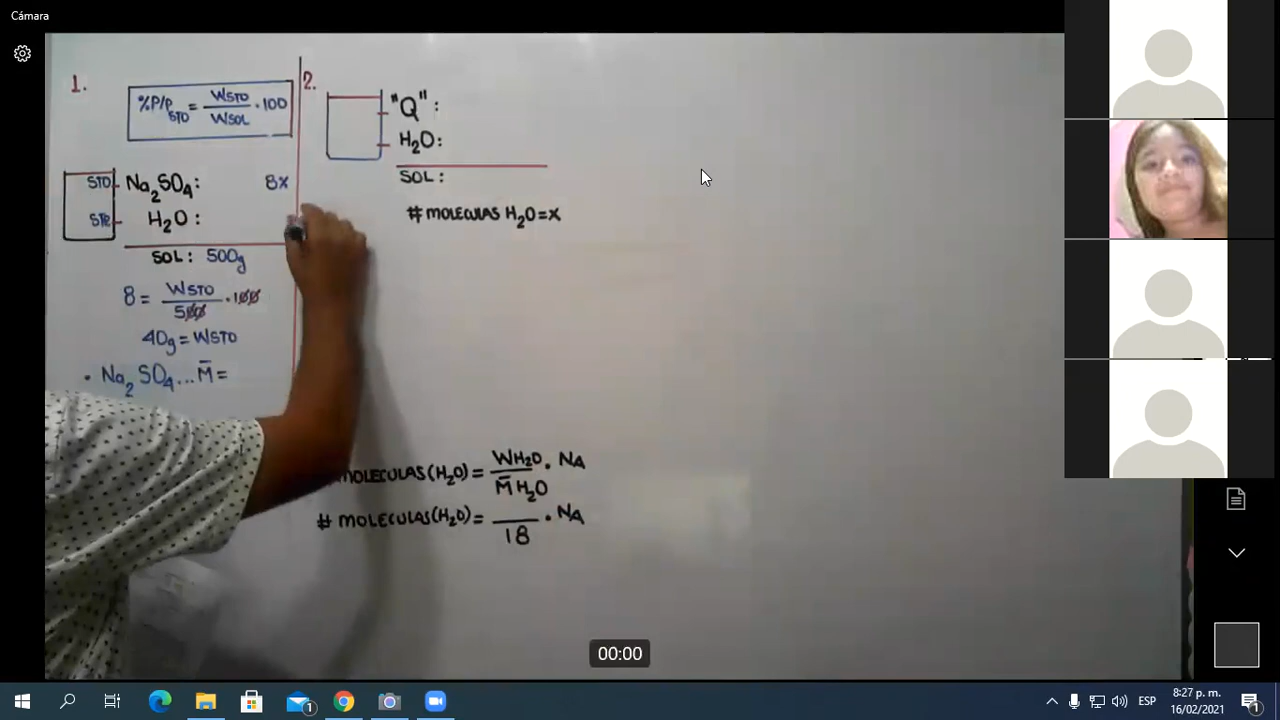 Cámara
1.
%P/P STO = WSTO / WSOL · 100
STO Na2SO4: 8%
STE H2O:
SOL: 500g
8 = WSTO / 500 · 100
40g = WSTO
· Na2SO4... M̅ =
2.
"Q":
H2O:
SOL:
# MOLECULAS H2O = X
MOLECULAS(H2O) = WH2O / M̅ H2O · NA
# MOLECULAS(H2O) = / 18 · NA
00:00
1
ESP
8:27 p. m.
16/02/2021
1